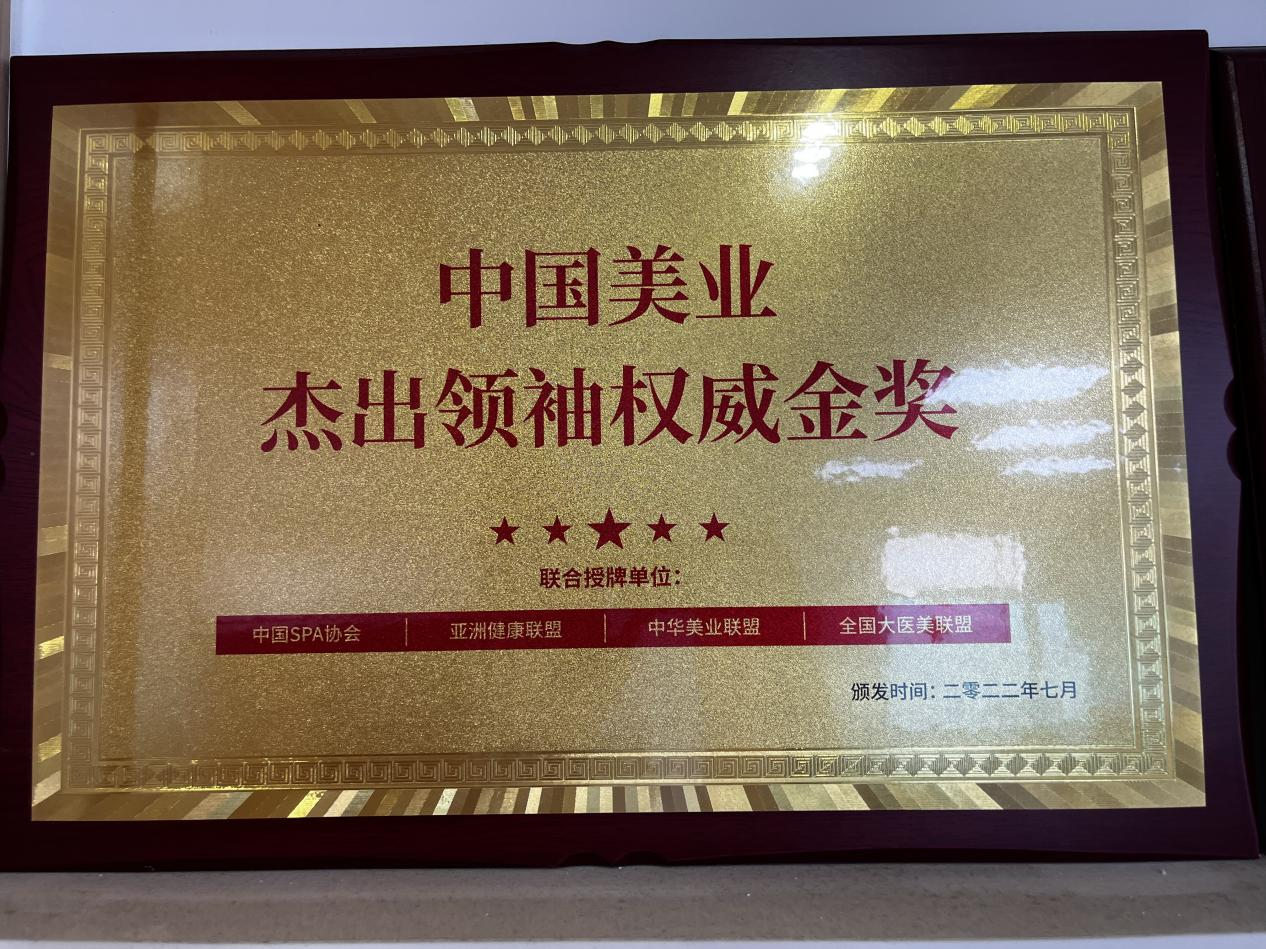 中国美业
杰出领袖权威金奖
联合授牌单位：
中国SPA协会 亚洲健康联盟 中华美业联盟 全国大医美联盟
颁发时间：二零二二年七月